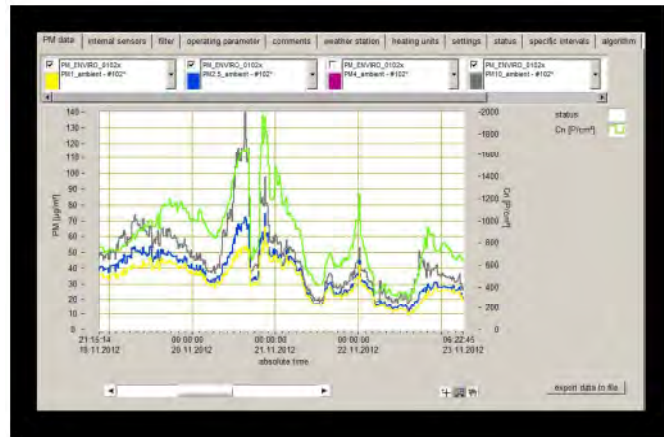 PM data internal sensors filter operating parameter comments weather station heating units settings status specific intervals algorithm
PM_ENVIRO_0102x PM_ENVIRO_0102x PM_ENVIRO_0102x PM_ENVIRO_0102x
PM1_ambient - #102* PM2.5_ambient - #102* PM4_ambient - #102* PM10_ambient - #102*
140 2000 status
130 1800 Cn [P/cm³]
120
110 1600
100 1400
90
80 1200
PM [µg/m³]
70 1000
Cn [P/cm³]
60
50 800
40 600
30 400
20
10 200
0 0
21:15:14 00:00:00 00:00:00 00:00:00 06:22:45
20.11.2012 21.11.2012 22.11.2012 23.11.2012
absolute time
export data to file